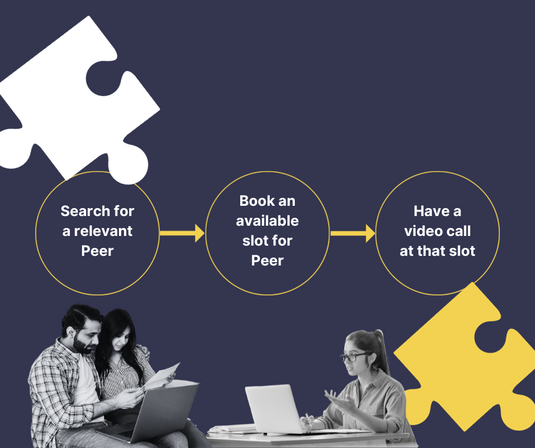 Search for
a relevant
Peer
Book an
available
slot for
Peer
Have a
video call
at that slot